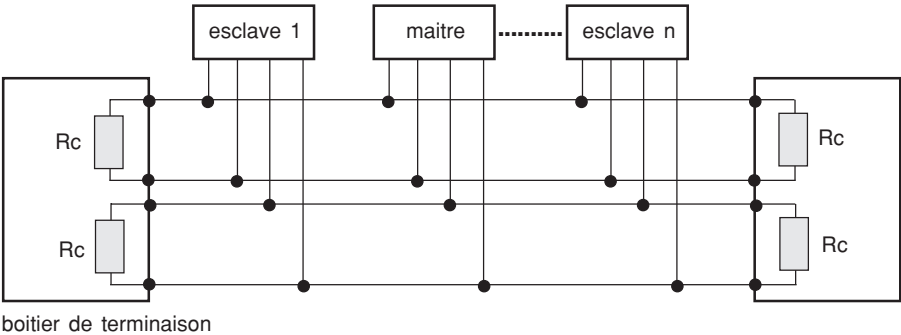 esclave 1
maitre
esclave n
Rc
Rc
Rc
Rc
boitier de terminaison